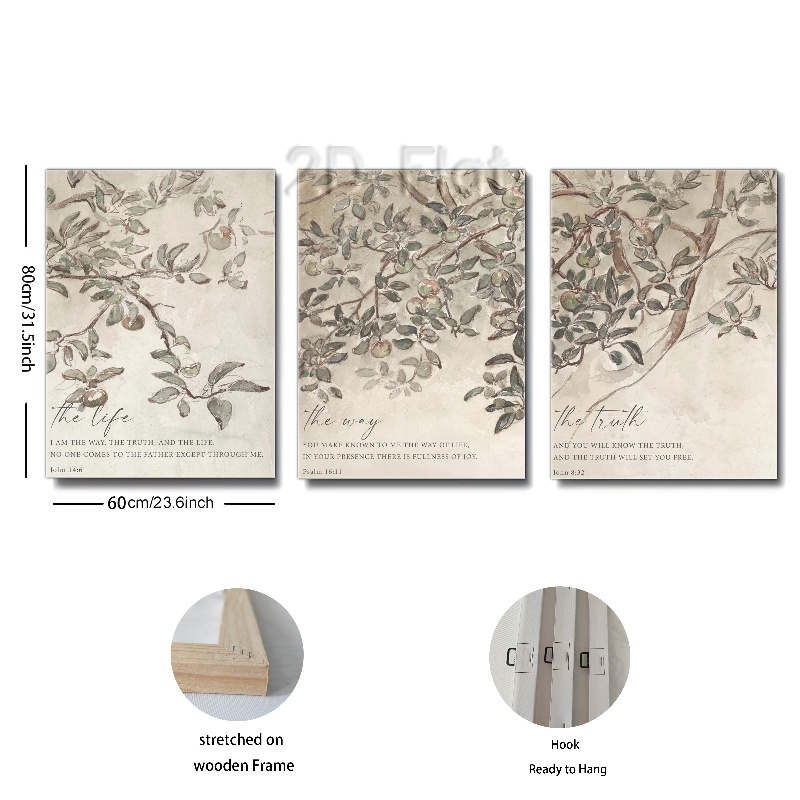 2D Flat
80cm/31.5inch
the life
I AM THE WAY, THE TRUTH, AND THE LIFE.
NO ONE COMES TO THE FATHER EXCEPT THROUGH ME.
John 14:6
the way
YOU MAKE KNOWN TO ME THE WAY OF LIFE,
IN YOUR PRESENCE THERE IS FULLNESS OF JOY.
Psalm 16:11
the truth
AND YOU WILL KNOW THE TRUTH,
AND THE TRUTH WILL SET YOU FREE.
John 8:32
60cm/23.6inch
stretched on
wooden Frame
Hook
Ready to Hang